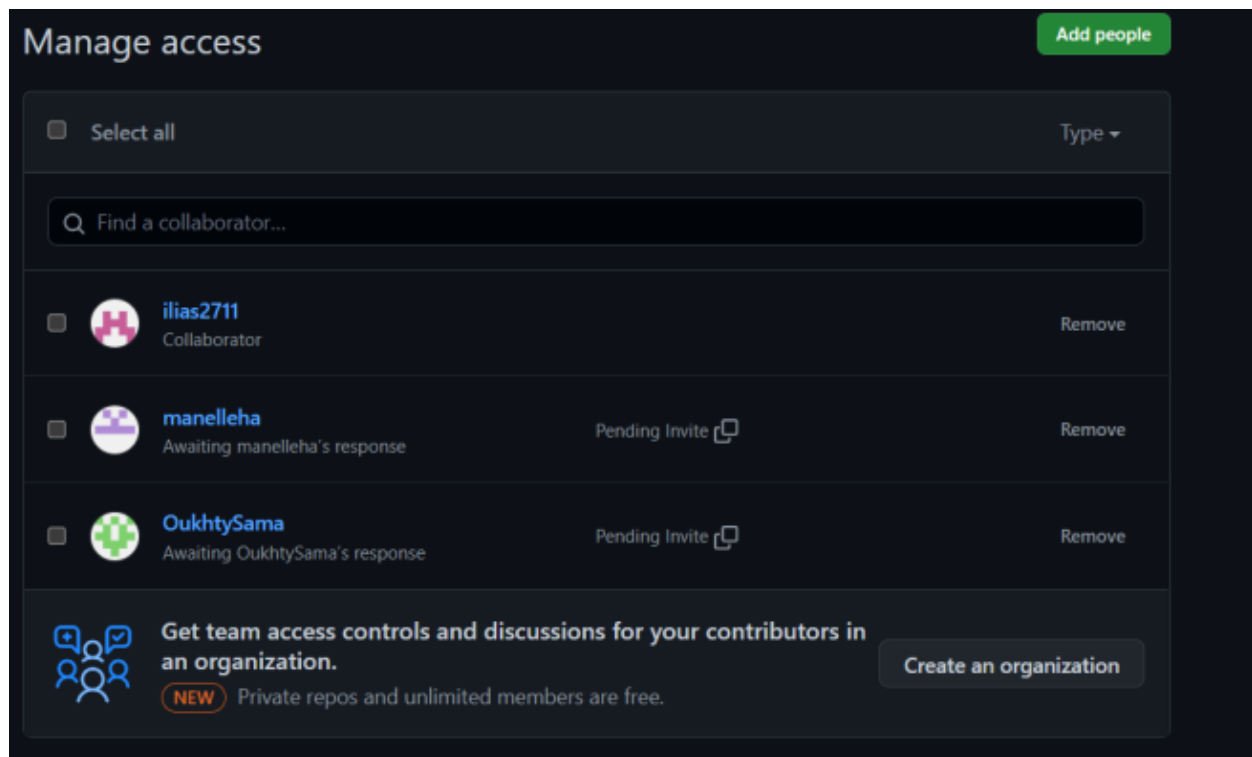 Manage access
Add people
Select all
Type
Find a collaborator...
ilias2711
Collaborator
Remove
manelleha
Awaiting manelleha's response
Pending Invite
Remove
OukhtySama
Awaiting OukhtySama's response
Pending Invite
Remove
Get team access controls and discussions for your contributors in
an organization.
NEW Private repos and unlimited members are free.
Create an organization